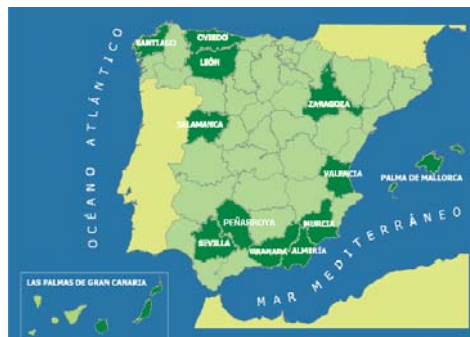 SANTIAGO
OVIEDO
LEÓN
ZARAGOZA
SALAMANCA
VALENCIA
PALMA DE MALLORCA
PEÑARROYA
MURCIA
SEVILLA
GRANADA
ALMERÍA
OCÉANO ATLÁNTICO
MAR MEDITERRÁNEO
LAS PALMAS DE GRAN CANARIA